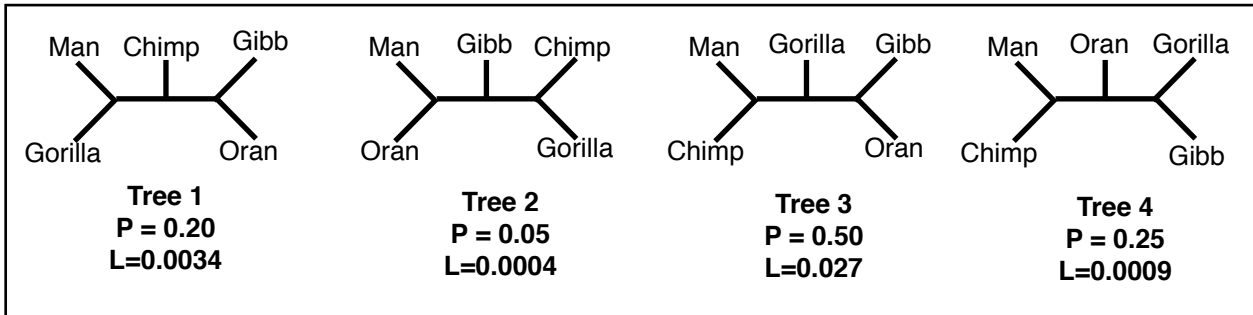 Man Chimp Gibb
Gorilla Oran
Tree 1
P = 0.20
L=0.0034
Man Gibb Chimp
Oran Gorilla
Tree 2
P = 0.05
L=0.0004
Man Gorilla Gibb
Chimp Oran
Tree 3
P = 0.50
L=0.027
Man Oran Gorilla
Chimp Gibb
Tree 4
P = 0.25
L=0.0009